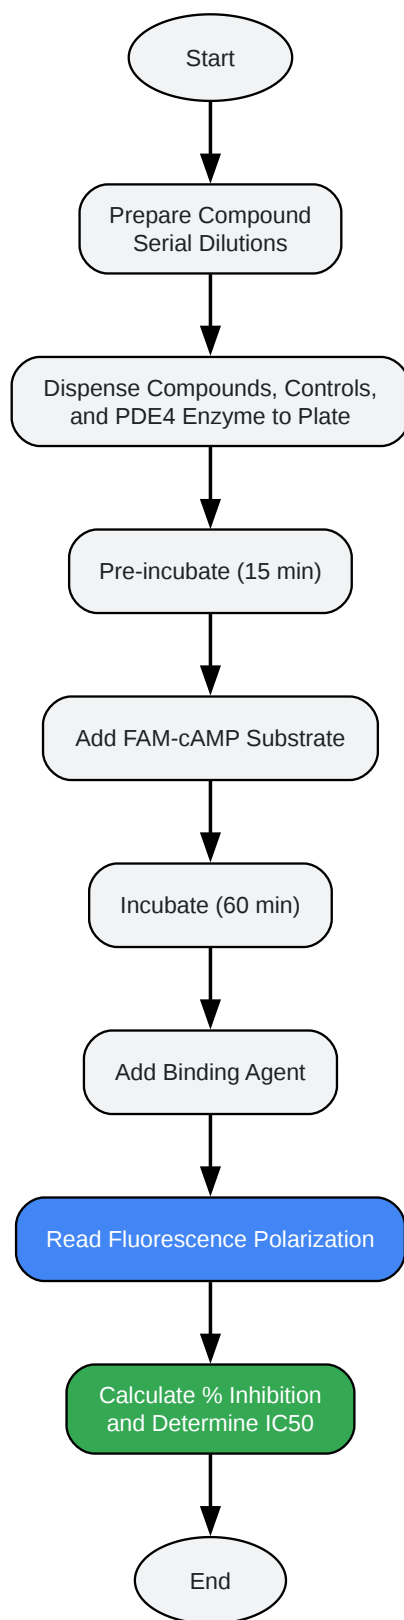 Start
Prepare Compound
Serial Dilutions
Dispense Compounds, Controls,
and PDE4 Enzyme to Plate
Pre-incubate (15 min)
Add FAM-cAMP Substrate
Incubate (60 min)
Add Binding Agent
Read Fluorescence Polarization
Calculate % Inhibition
and Determine IC50
End